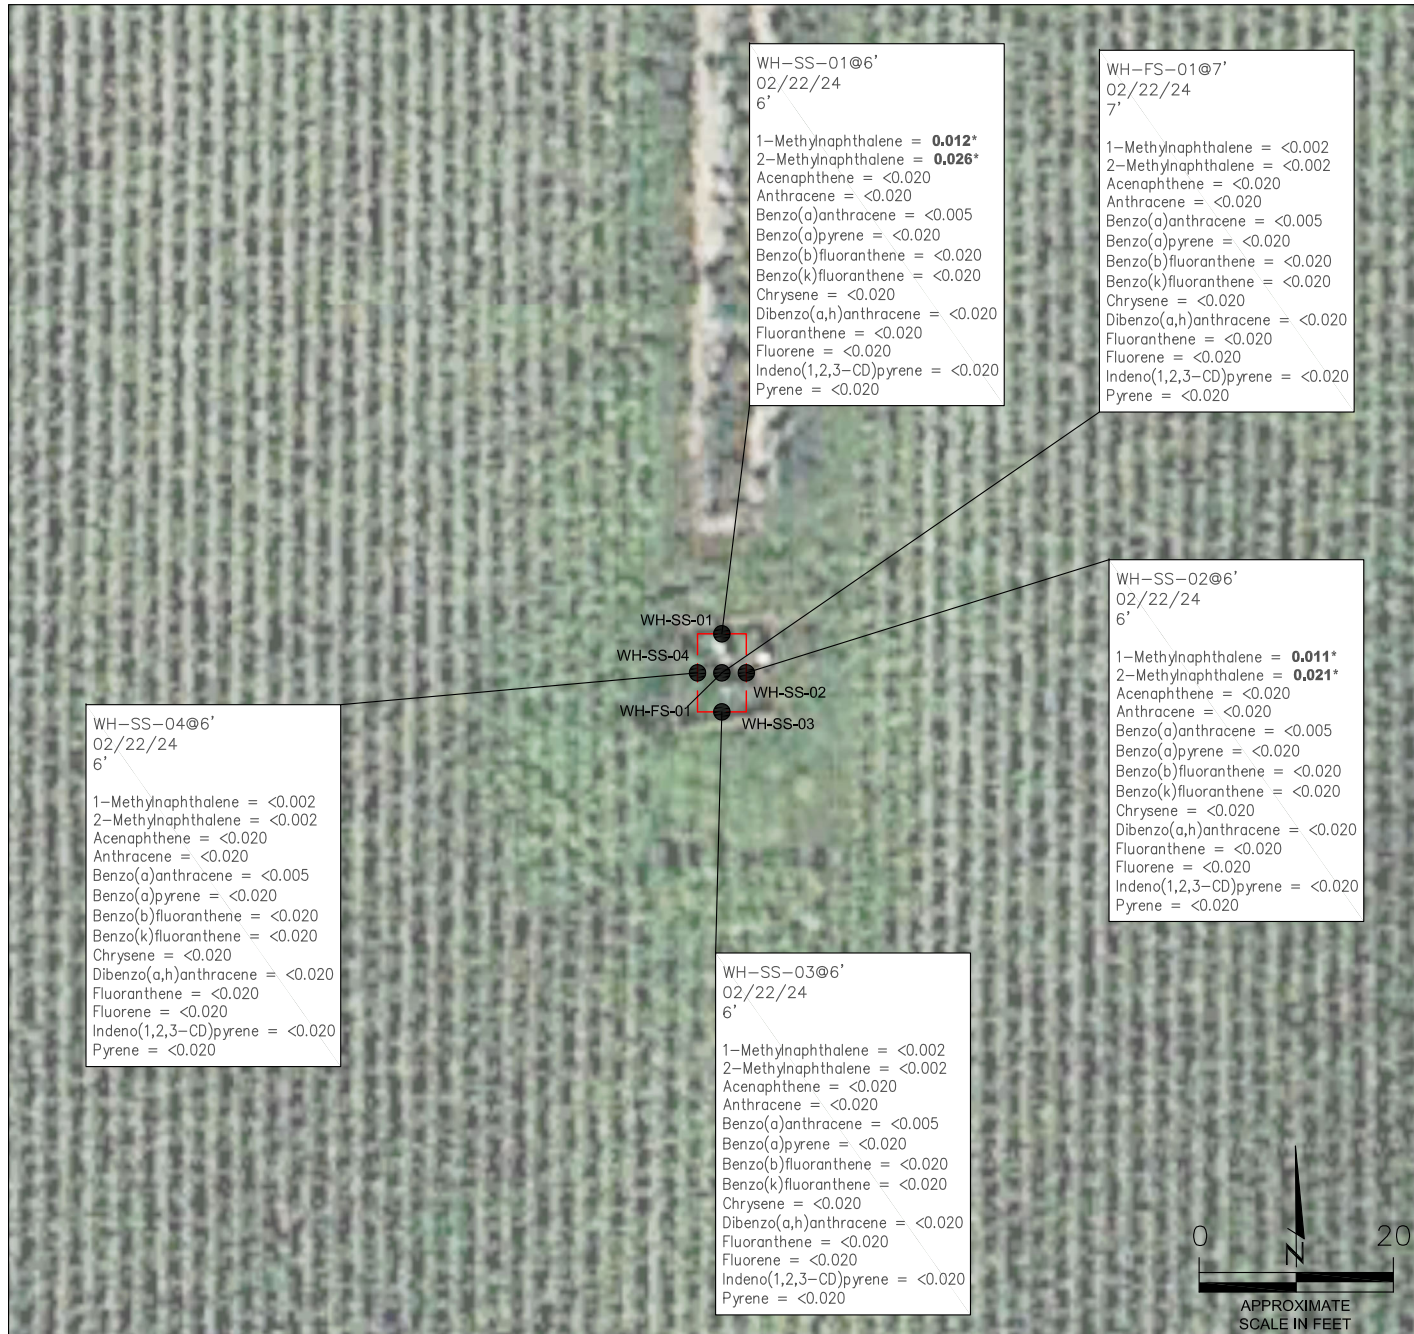 WH-SS-01@6'
02/22/24
6'
1-Methylnaphthalene = 0.012*
2-Methylnaphthalene = 0.026*
Acenaphthene = <0.020
Anthracene = <0.020
Benzo(a)anthracene = <0.005
Benzo(a)pyrene = <0.020
Benzo(b)fluoranthene = <0.020
Benzo(k)fluoranthene = <0.020
Chrysene = <0.020
Dibenzo(a,h)anthracene = <0.020
Fluoranthene = <0.020
Fluorene = <0.020
Indeno(1,2,3-CD)pyrene = <0.020
Pyrene = <0.020
WH-FS-01@7'
02/22/24
7'
1-Methylnaphthalene = <0.002
2-Methylnaphthalene = <0.002
Acenaphthene = <0.020
Anthracene = <0.020
Benzo(a)anthracene = <0.005
Benzo(a)pyrene = <0.020
Benzo(b)fluoranthene = <0.020
Benzo(k)fluoranthene = <0.020
Chrysene = <0.020
Dibenzo(a,h)anthracene = <0.020
Fluoranthene = <0.020
Fluorene = <0.020
Indeno(1,2,3-CD)pyrene = <0.020
Pyrene = <0.020
WH-SS-02@6'
02/22/24
6'
1-Methylnaphthalene = 0.011*
2-Methylnaphthalene = 0.021*
Acenaphthene = <0.020
Anthracene = <0.020
Benzo(a)anthracene = <0.005
Benzo(a)pyrene = <0.020
Benzo(b)fluoranthene = <0.020
Benzo(k)fluoranthene = <0.020
Chrysene = <0.020
Dibenzo(a,h)anthracene = <0.020
Fluoranthene = <0.020
Fluorene = <0.020
Indeno(1,2,3-CD)pyrene = <0.020
Pyrene = <0.020
WH-SS-01
WH-SS-04
WH-SS-02
WH-FS-01
WH-SS-03
WH-SS-04@6'
02/22/24
6'
1-Methylnaphthalene = <0.002
2-Methylnaphthalene = <0.002
Acenaphthene = <0.020
Anthracene = <0.020
Benzo(a)anthracene = <0.005
Benzo(a)pyrene = <0.020
Benzo(b)fluoranthene = <0.020
Benzo(k)fluoranthene = <0.020
Chrysene = <0.020
Dibenzo(a,h)anthracene = <0.020
Fluoranthene = <0.020
Fluorene = <0.020
Indeno(1,2,3-CD)pyrene = <0.020
Pyrene = <0.020
WH-SS-03@6'
02/22/24
6'
1-Methylnaphthalene = <0.002
2-Methylnaphthalene = <0.002
Acenaphthene = <0.020
Anthracene = <0.020
Benzo(a)anthracene = <0.005
Benzo(a)pyrene = <0.020
Benzo(b)fluoranthene = <0.020
Benzo(k)fluoranthene = <0.020
Chrysene = <0.020
Dibenzo(a,h)anthracene = <0.020
Fluoranthene = <0.020
Fluorene = <0.020
Indeno(1,2,3-CD)pyrene = <0.020
Pyrene = <0.020
0 N 20
APPROXIMATE
SCALE IN FEET